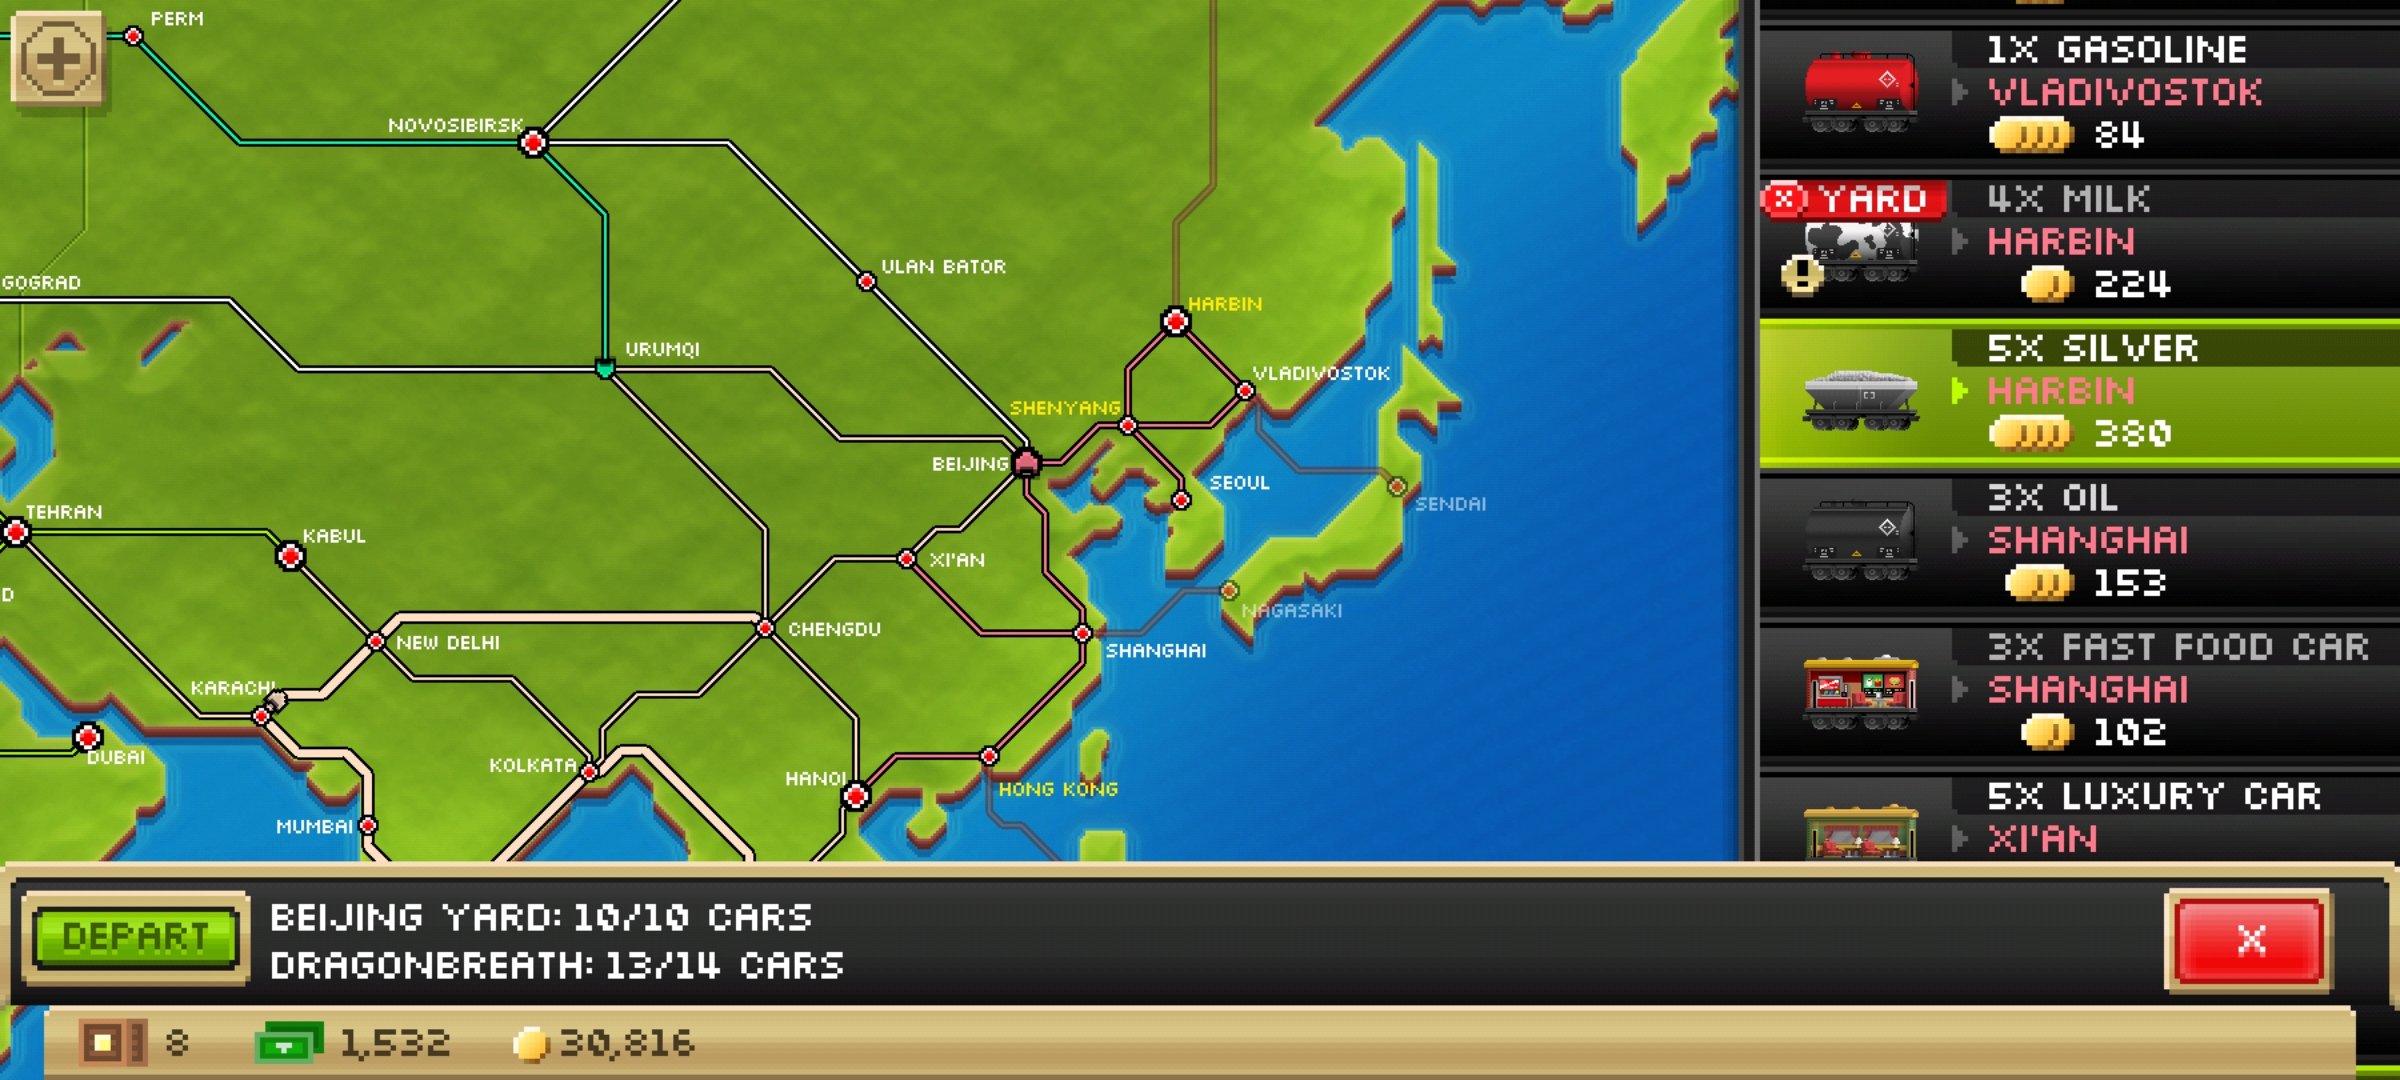 PERM
NOVOSIBIRSK
ULAN BATOR
GOGRAD
HARBIN
URUMQI
VLADIVOSTOK
SHENYANG
BEIJING
SEOUL
SENDAI
TEHRAN
KABUL
XI'AN
D
NAGASAKI
NEW DELHI
CHENGDU
SHANGHAI
KARACHI
DUBAI
KOLKATA
HANOI
HONG KONG
MUMBAI
1X GASOLINE
VLADIVOSTOK
84
YARD
4X MILK
HARBIN
224
5X SILVER
HARBIN
380
3X OIL
SHANGHAI
153
3X FAST FOOD CAR
SHANGHAI
102
5X LUXURY CAR
XI'AN
DEPART
BEIJING YARD: 10/10 CARS
DRAGONBREATH: 13/14 CARS
X
8
1,532
30,816